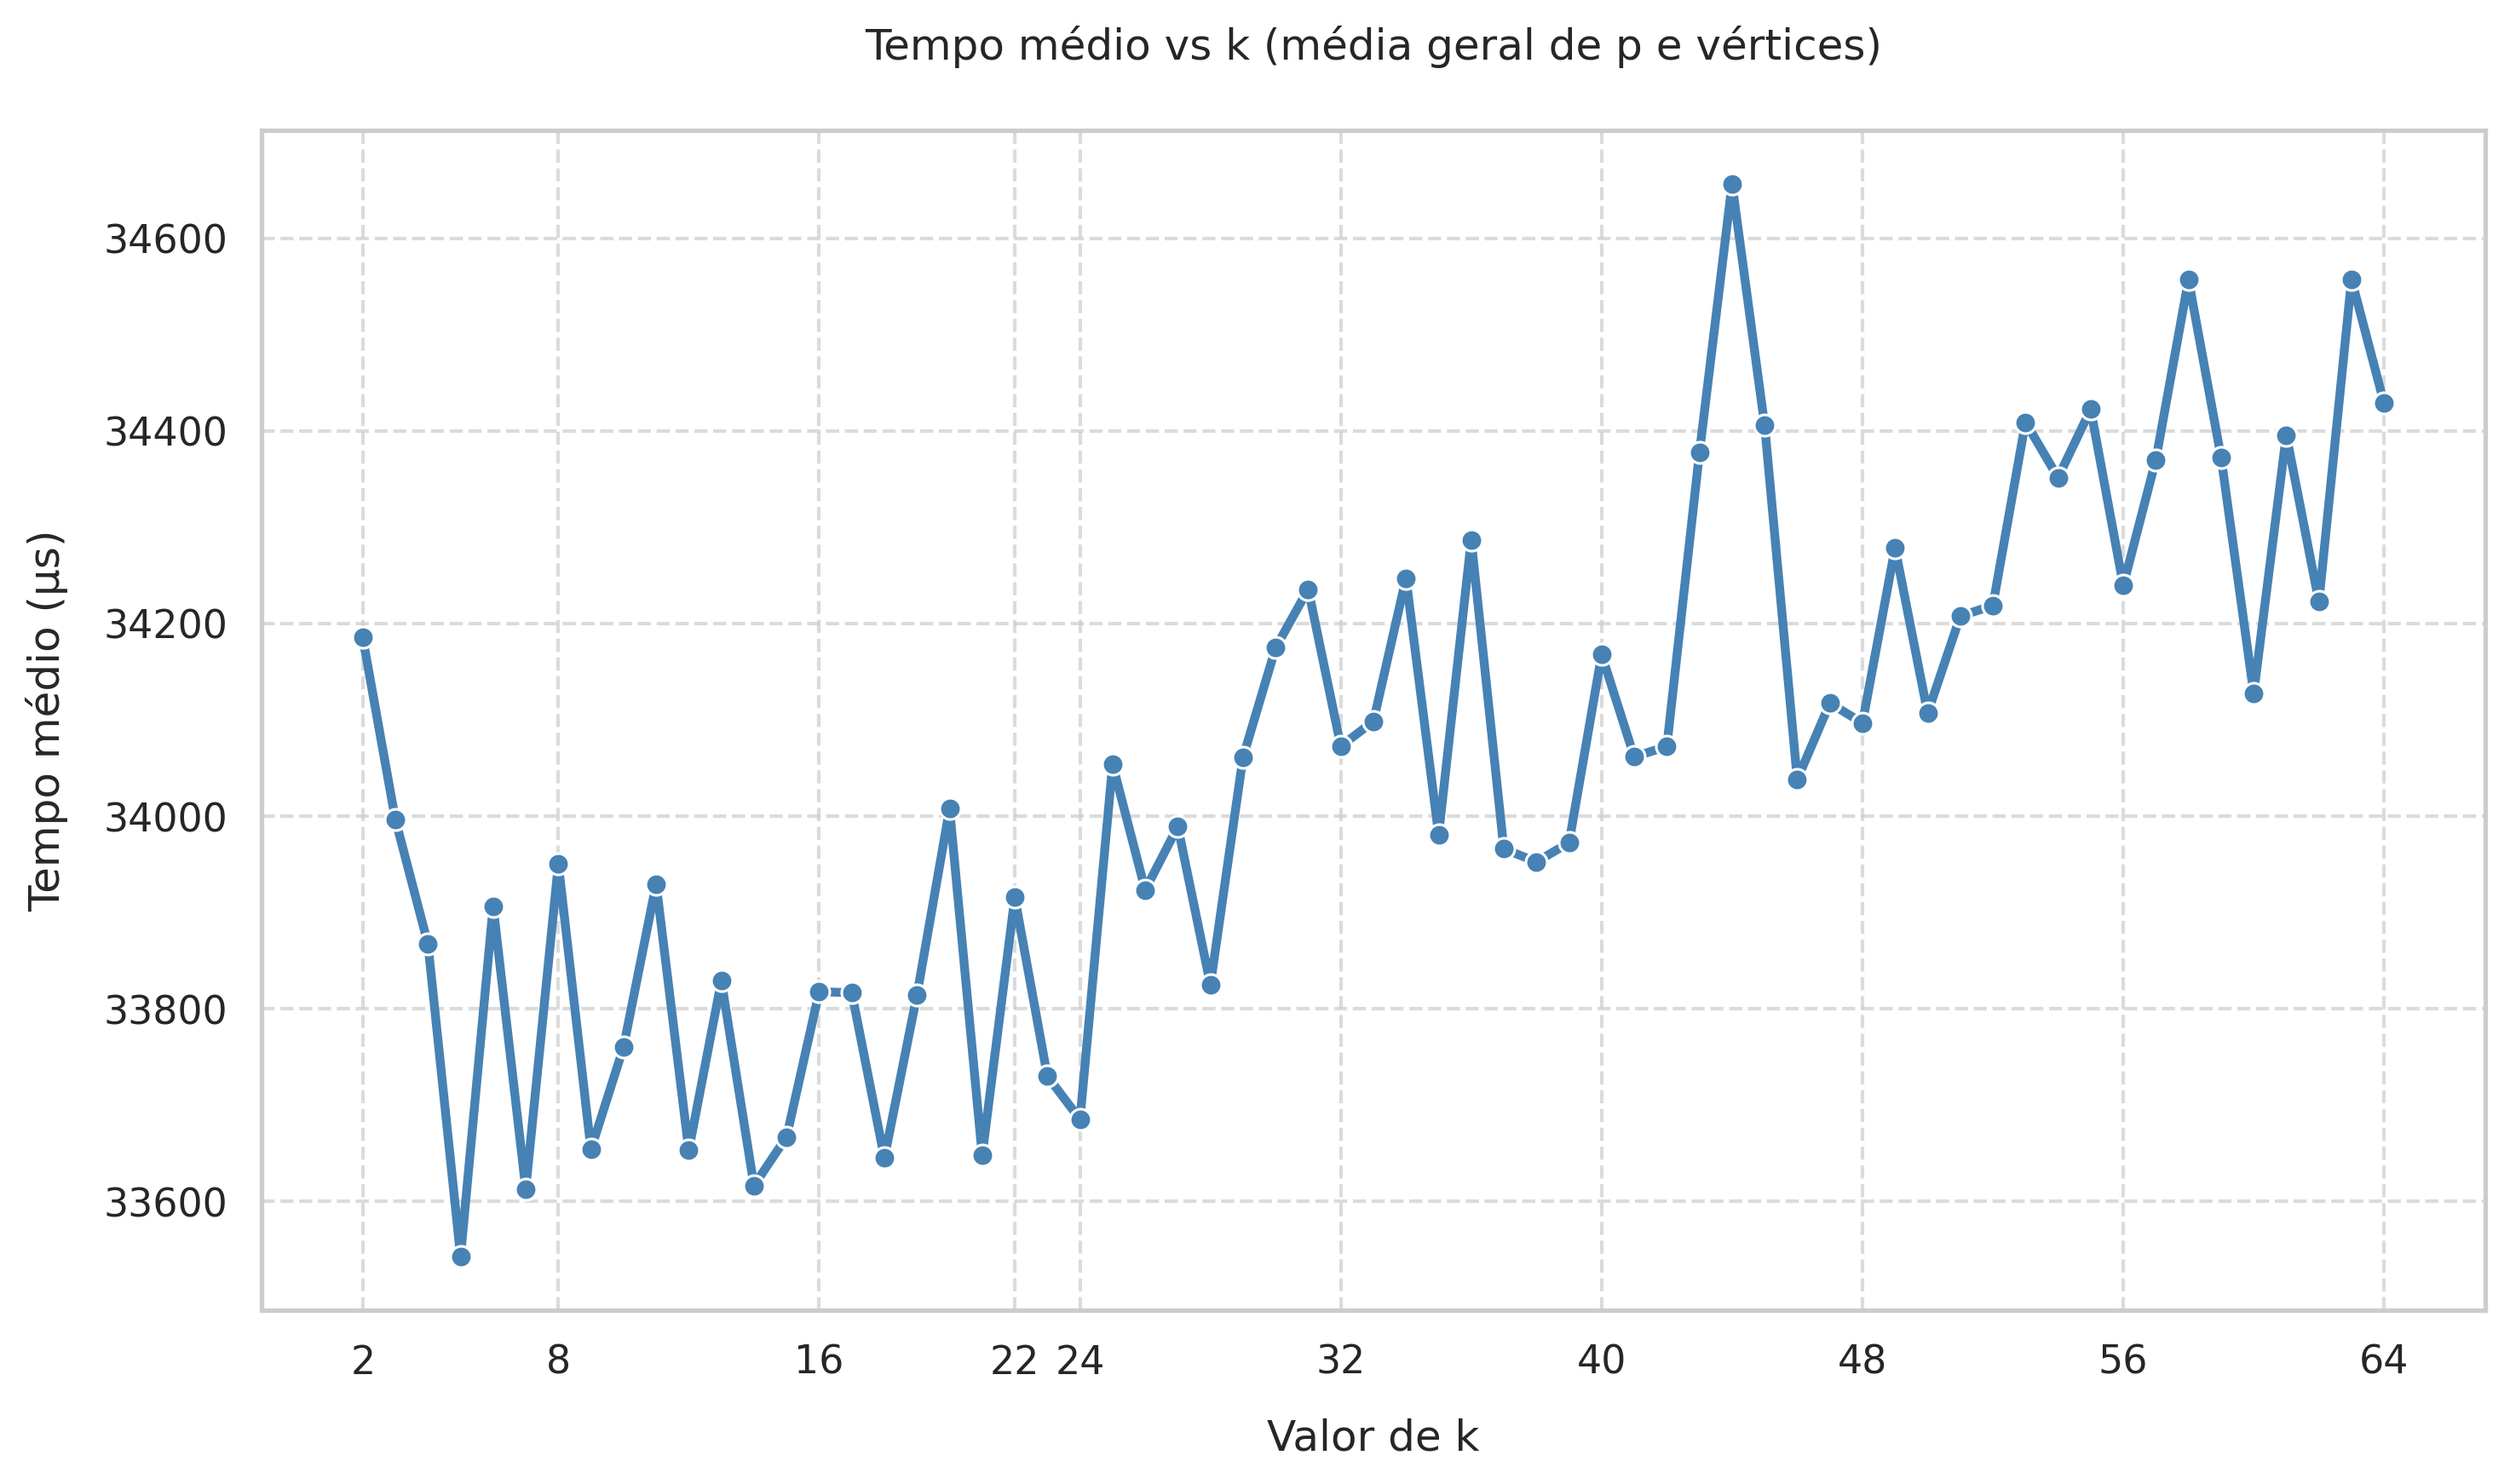 Tempo médio vs k (média geral de p e vértices)
Tempo médio (µs)
34600
34400
34200
34000
33800
33600
2 8 16 22 24 32 40 48 56 64
Valor de k